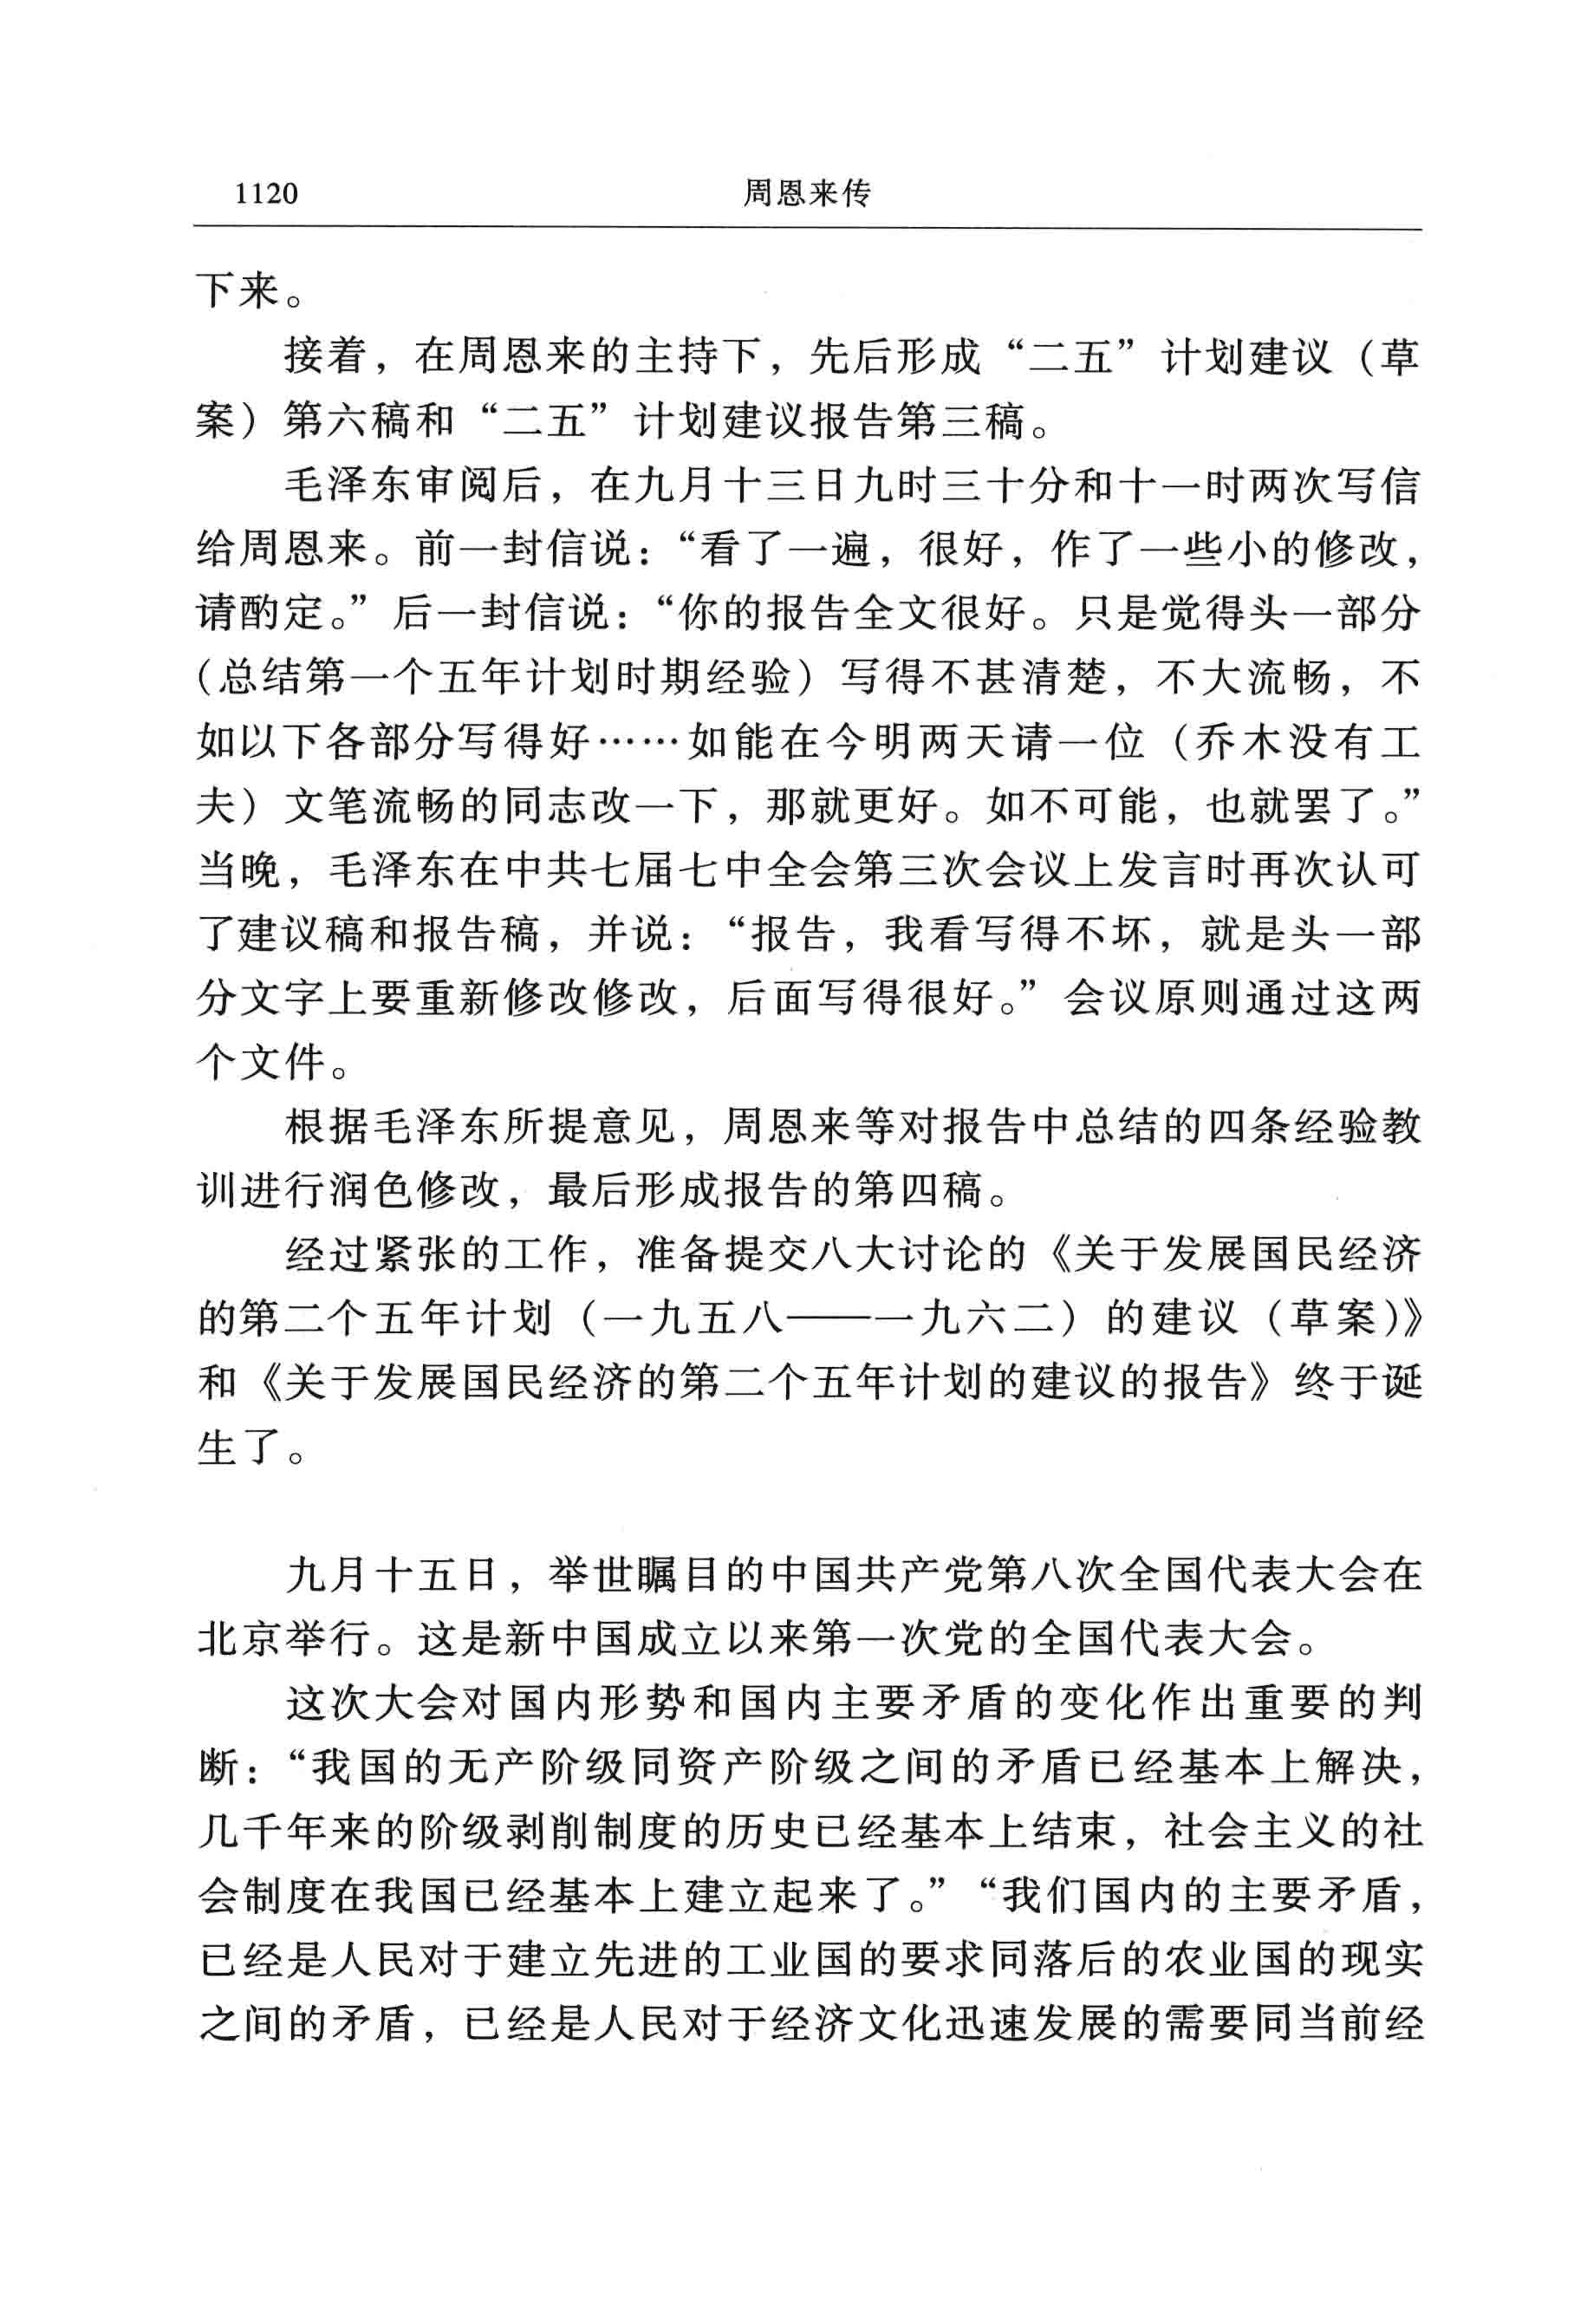 1120
周恩来传
下来。
接着，在周恩来的主持下，先后形成“二五”计划建议（草
案）第六稿和“二五”计划建议报告第三稿。
毛泽东审阅后，在九月十三日九时三十分和十一时两次写信
给周恩来。前一封信说：“看了一遍，很好，作了一些小的修改，
请酌定。”后一封信说：“你的报告全文很好。只是觉得头一部分
（总结第一个五年计划时期经验）写得不甚清楚，不大流畅，不
如以下各部分写得好……如能在今明两天请一位（乔木没有工
夫）文笔流畅的同志改一下，那就更好。如不可能，也就罢了。”
当晚，毛泽东在中共七届七中全会第三次会议上发言时再次认可
了建议稿和报告稿，并说：“报告，我看写得不坏，就是头一部
分文字上要重新修改修改，后面写得很好。”会议原则通过这两
个文件。
根据毛泽东所提意见，周恩来等对报告中总结的四条经验教
训进行润色修改，最后形成报告的第四稿。
经过紧张的工作，准备提交八大讨论的《关于发展国民经济
的第二个五年计划（一九五八——一九六二）的建议（草案）》
和《关于发展国民经济的第二个五年计划的建议的报告》终于诞
生了。
九月十五日，举世瞩目的中国共产党第八次全国代表大会在
北京举行。这是新中国成立以来第一次党的全国代表大会。
这次大会对国内形势和国内主要矛盾的变化作出重要的判
断：“我国的无产阶级同资产阶级之间的矛盾已经基本上解决，
几千年来的阶级剥削制度的历史已经基本上结束，社会主义的社
会制度在我国已经基本上建立起来了。”“我们国内的主要矛盾，
已经是人民对于建立先进的工业国的要求同落后的农业国的现实
之间的矛盾，已经是人民对于经济文化迅速发展的需要同当前经